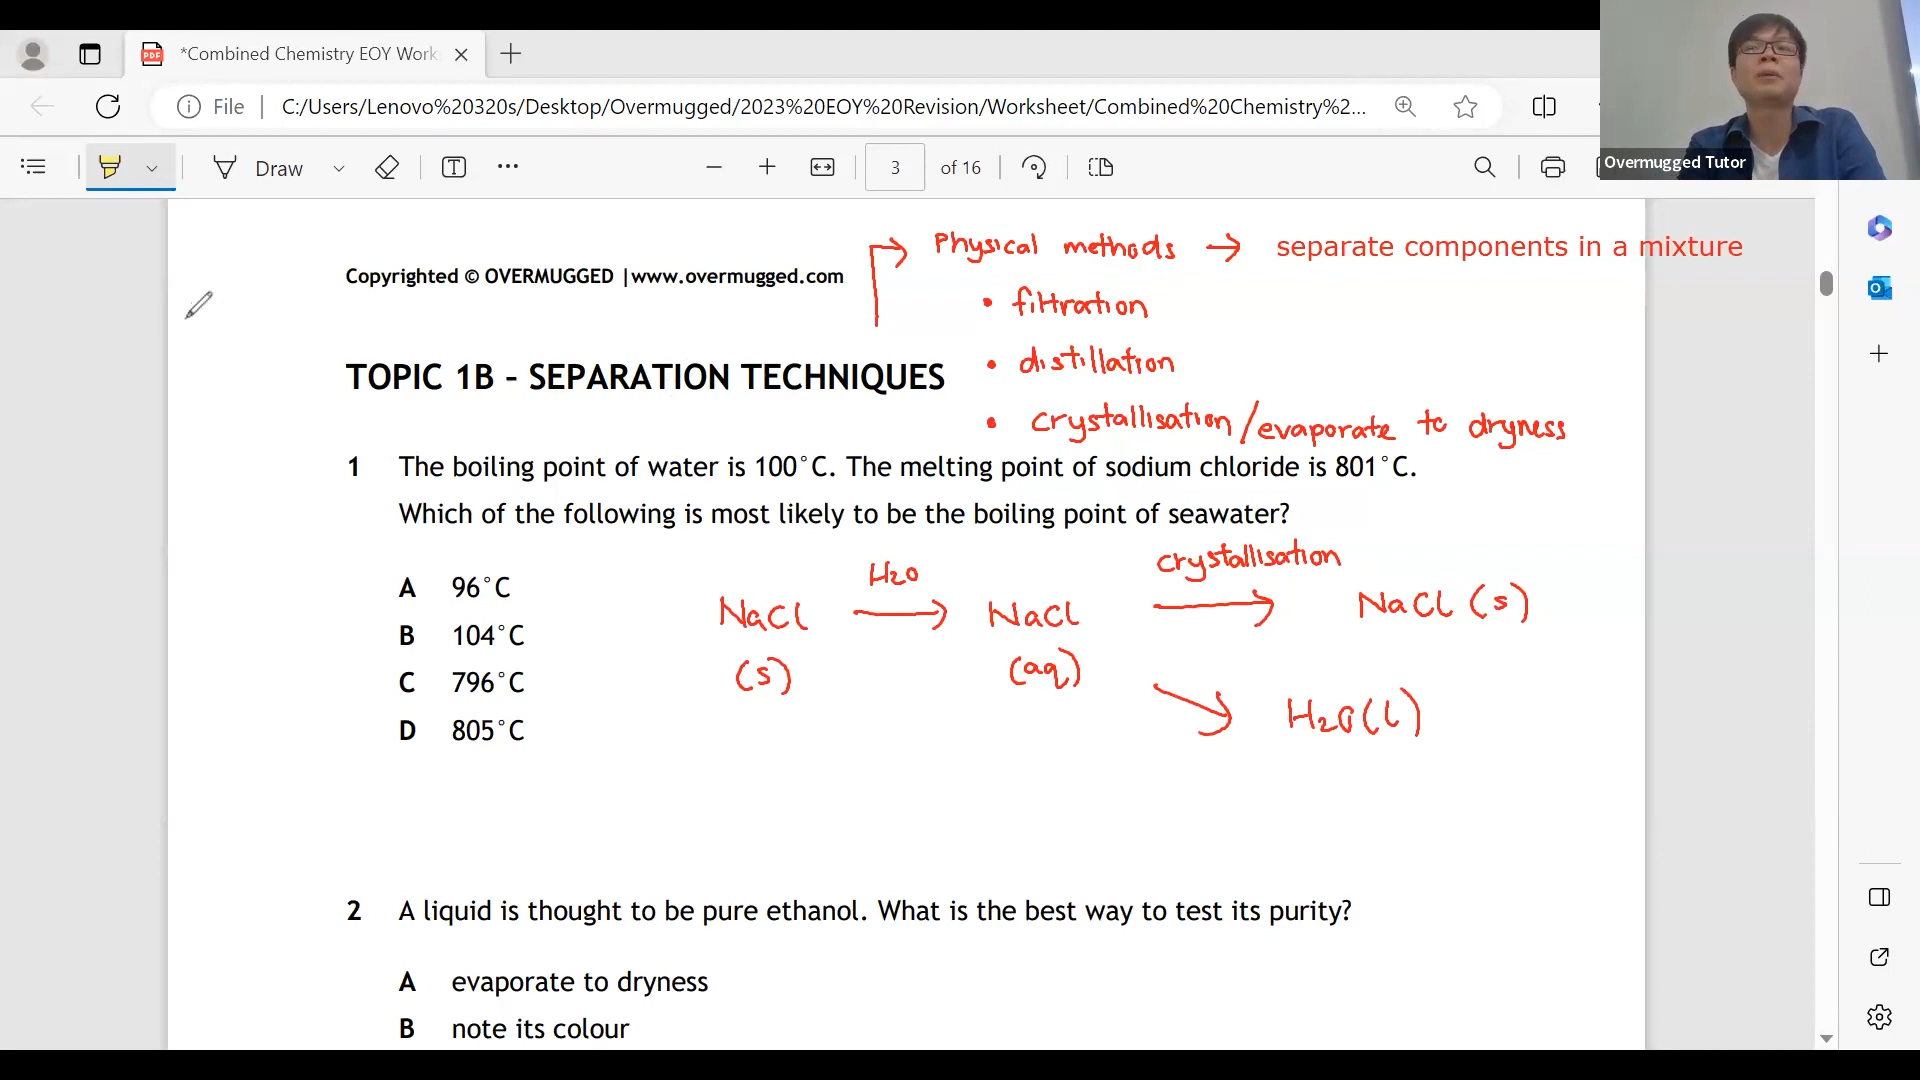 *Combined Chemistry EOY Work
File
C:/Users/Lenovo%20320s/Desktop/Overmugged/2023%20EOY%20Revision/Worksheet/Combined%20Chemistry%2...
Draw
3 of 16
Overmugged Tutor
Physical methods → separate components in a mixture
Copyrighted © OVERMUGGED |www.overmugged.com
• filtration
• distillation
TOPIC 1B – SEPARATION TECHNIQUES
• crystallisation/evaporate to dryness
1 The boiling point of water is 100°C. The melting point of sodium chloride is 801°C.
Which of the following is most likely to be the boiling point of seawater?
A 96°C
B 104°C
C 796°C
D 805°C
H2O
crystallisation
NaCl → NaCl → NaCl (s)
(s) (aq)
H2O(l)
2 A liquid is thought to be pure ethanol. What is the best way to test its purity?
A evaporate to dryness
B note its colour